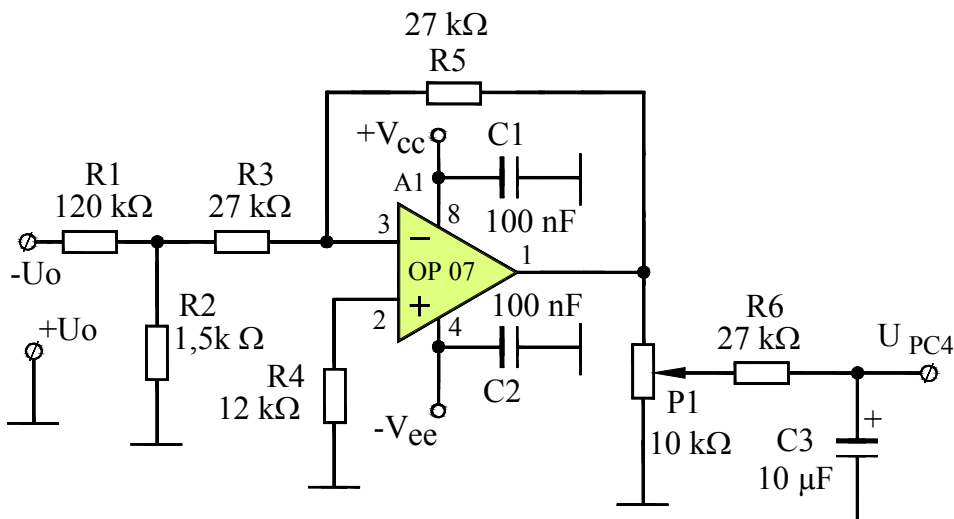 27 kΩ
R5
+Vcc
C1
A1
8
100 nF
R1
120 kΩ
R3
27 kΩ
3
−
1
-Uo
OP 07
+
2
4
100 nF
+Uo
R2
1,5k Ω
R4
12 kΩ
C2
-Vee
R6
27 kΩ
U PC4
P1
10 kΩ
+
C3
10 µF